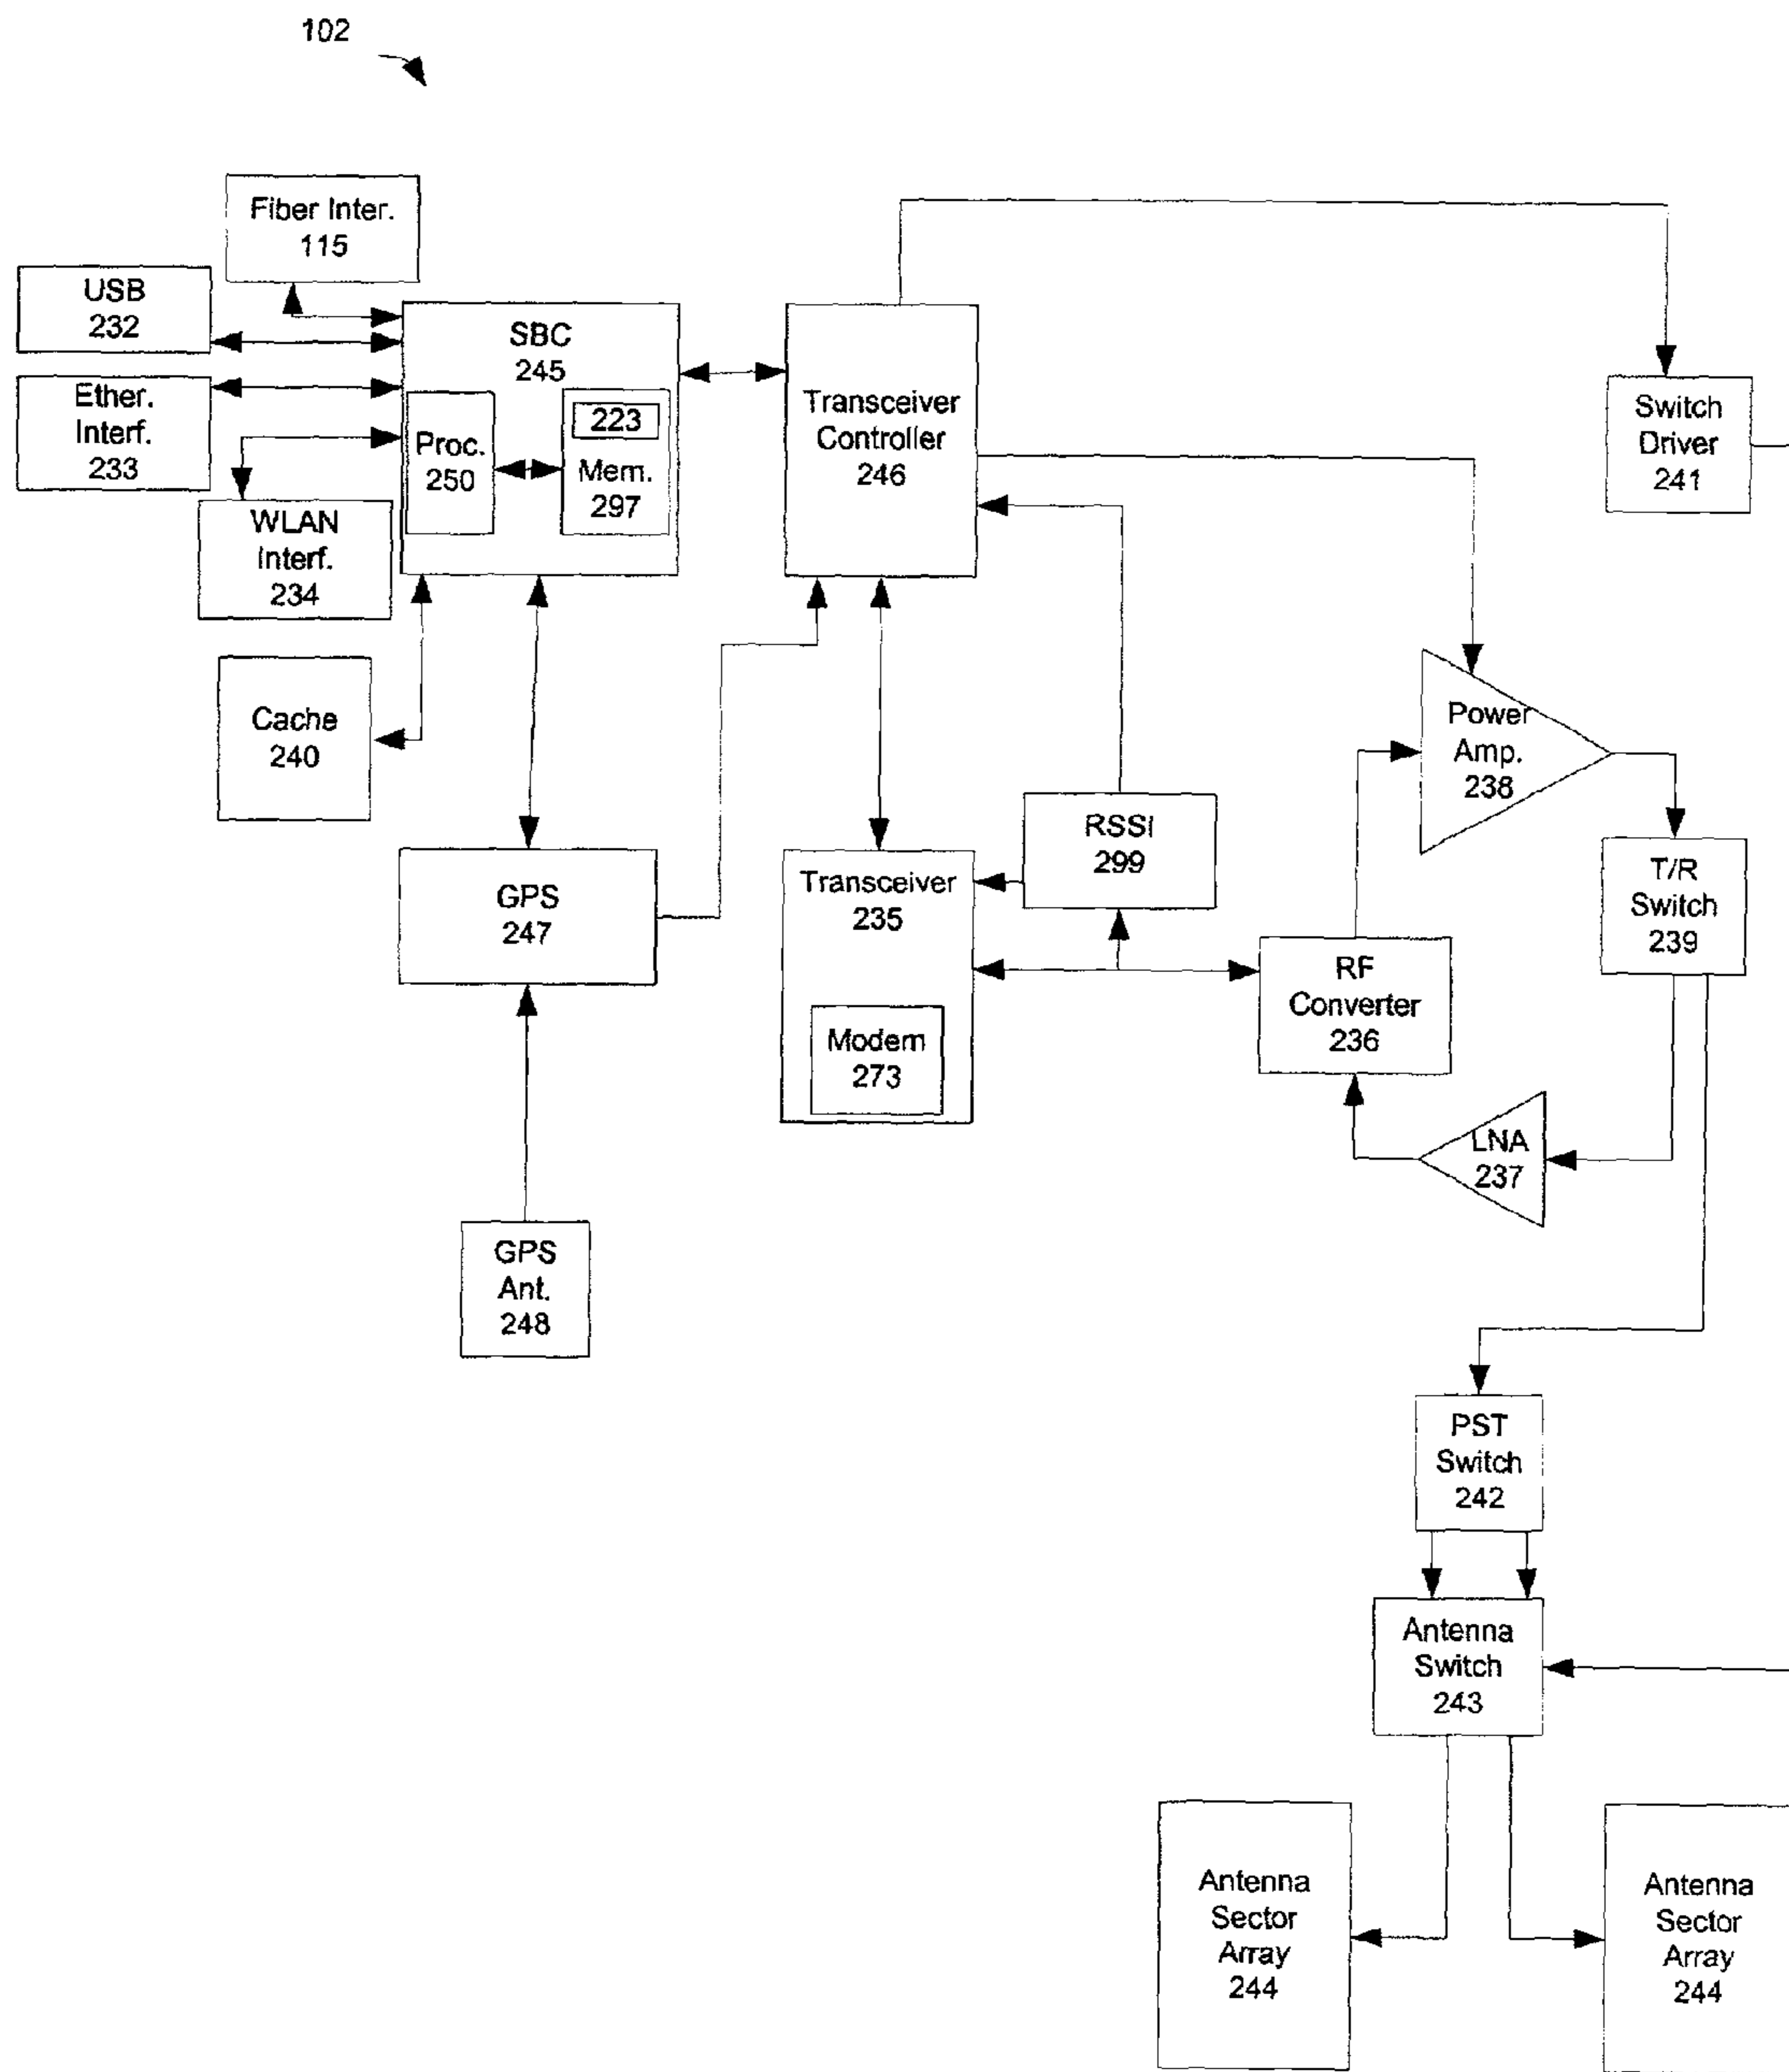 102
Fiber Inter.
115
USB
232
Ether.
Interf.
233
WLAN
Interf.
234
SBC
245
Proc.
250
223
Mem.
297
Transceiver
Controller
246
Switch
Driver
241
Cache
240
Power
Amp.
238
RSSI
299
Transceiver
235
Modem
273
T/R
Switch
239
GPS
247
RF
Converter
236
LNA
237
GPS
Ant.
248
PST
Switch
242
Antenna
Switch
243
Antenna
Sector
Array
244
Antenna
Sector
Array
244